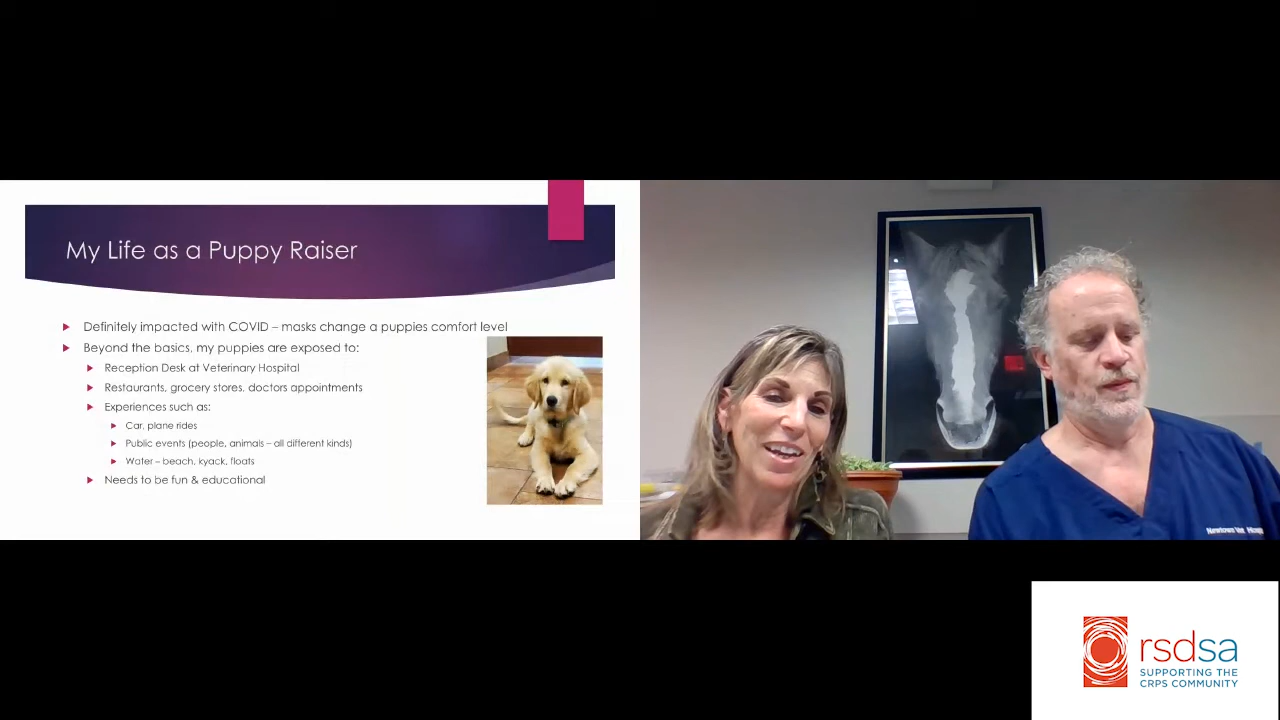 My Life as a Puppy Raiser
Definitely impacted with COVID – masks change a puppies comfort level
Beyond the basics, my puppies are exposed to:
Reception Desk at Veterinary Hospital
Restaurants, grocery stores, doctors appointments
Experiences such as:
Car, plane rides
Public events (people, animals – all different kinds)
Water – beach, kyack, floats
Needs to be fun & educational
Newtown Vet
rsdsa
SUPPORTING THE
CRPS COMMUNITY